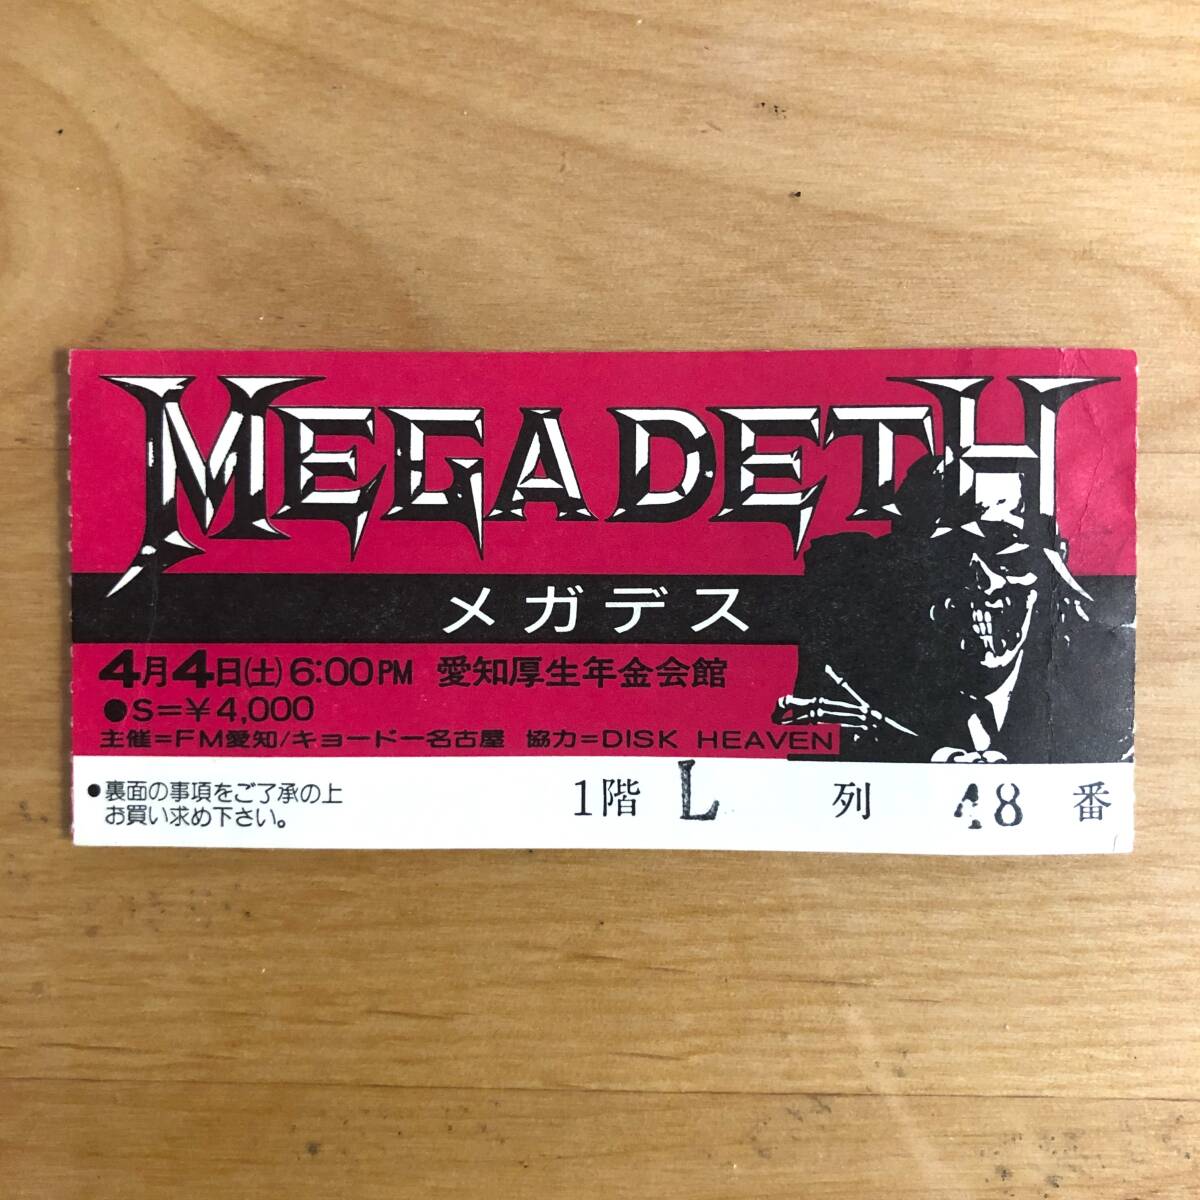 MEGADETH
メガデス
4月4日(土)6:00PM 愛知厚生年金会館
●S=¥4,000
主催=FM愛知/キョードー名古屋 協力=DISK HEAVEN
●裏面の事項をご了承の上
お買い求め下さい。
1階 L 列 48 番